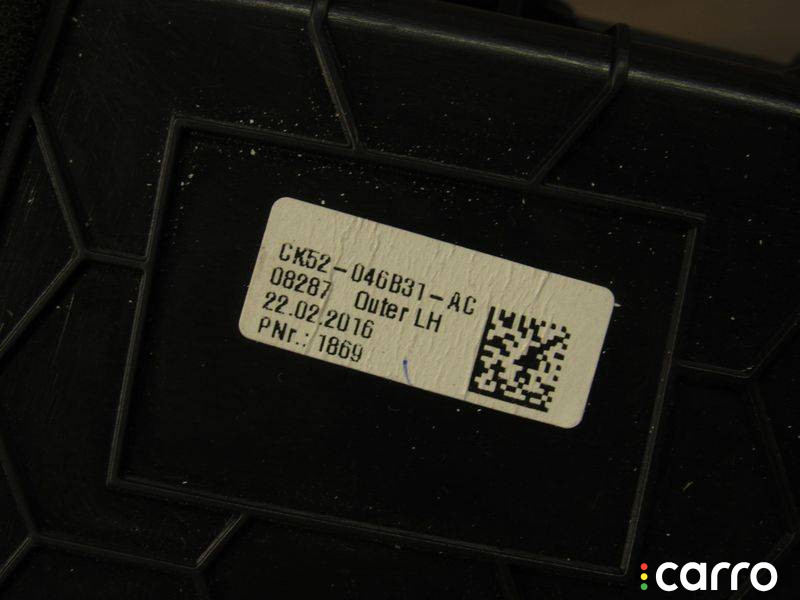 CK52-046B31-AC
08287 Outer LH
22.02.2016
PNr.: 1869
carro